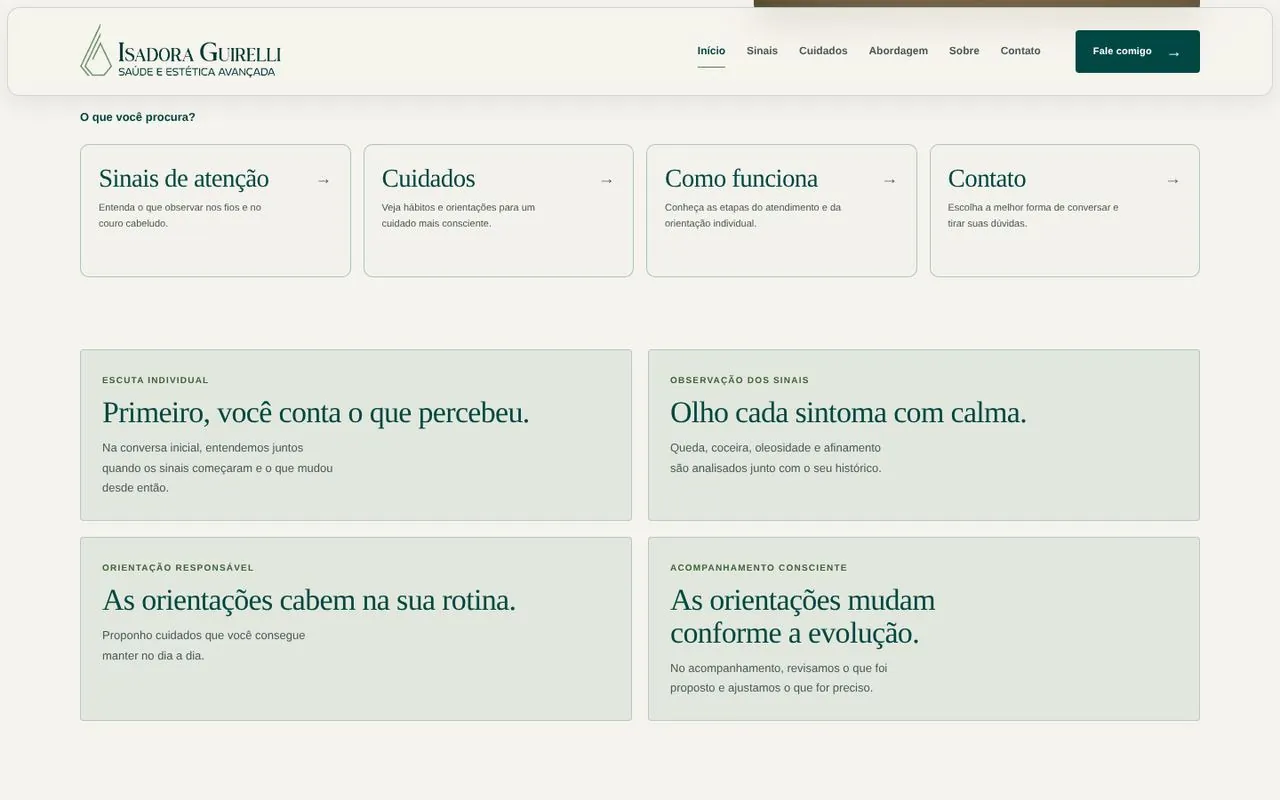 ISADORA GUIRELLI
SAÚDE E ESTÉTICA AVANÇADA
Início
Sinais
Cuidados
Abordagem
Sobre
Contato
Fale comigo →
O que você procura?
Sinais de atenção →
Entenda o que observar nos fios e no
couro cabeludo.
Cuidados →
Veja hábitos e orientações para um
cuidado mais consciente.
Como funciona →
Conheça as etapas do atendimento e da
orientação individual.
Contato →
Escolha a melhor forma de conversar e
tirar suas dúvidas.
ESCUTA INDIVIDUAL
Primeiro, você conta o que percebeu.
Na conversa inicial, entendemos juntos
quando os sinais começaram e o que mudou
desde então.
OBSERVAÇÃO DOS SINAIS
Olho cada sintoma com calma.
Queda, coceira, oleosidade e afinamento
são analisados junto com o seu histórico.
ORIENTAÇÃO RESPONSÁVEL
As orientações cabem na sua rotina.
Proponho cuidados que você consegue
manter no dia a dia.
ACOMPANHAMENTO CONSCIENTE
As orientações mudam
conforme a evolução.
No acompanhamento, revisamos o que foi
proposto e ajustamos o que for preciso.